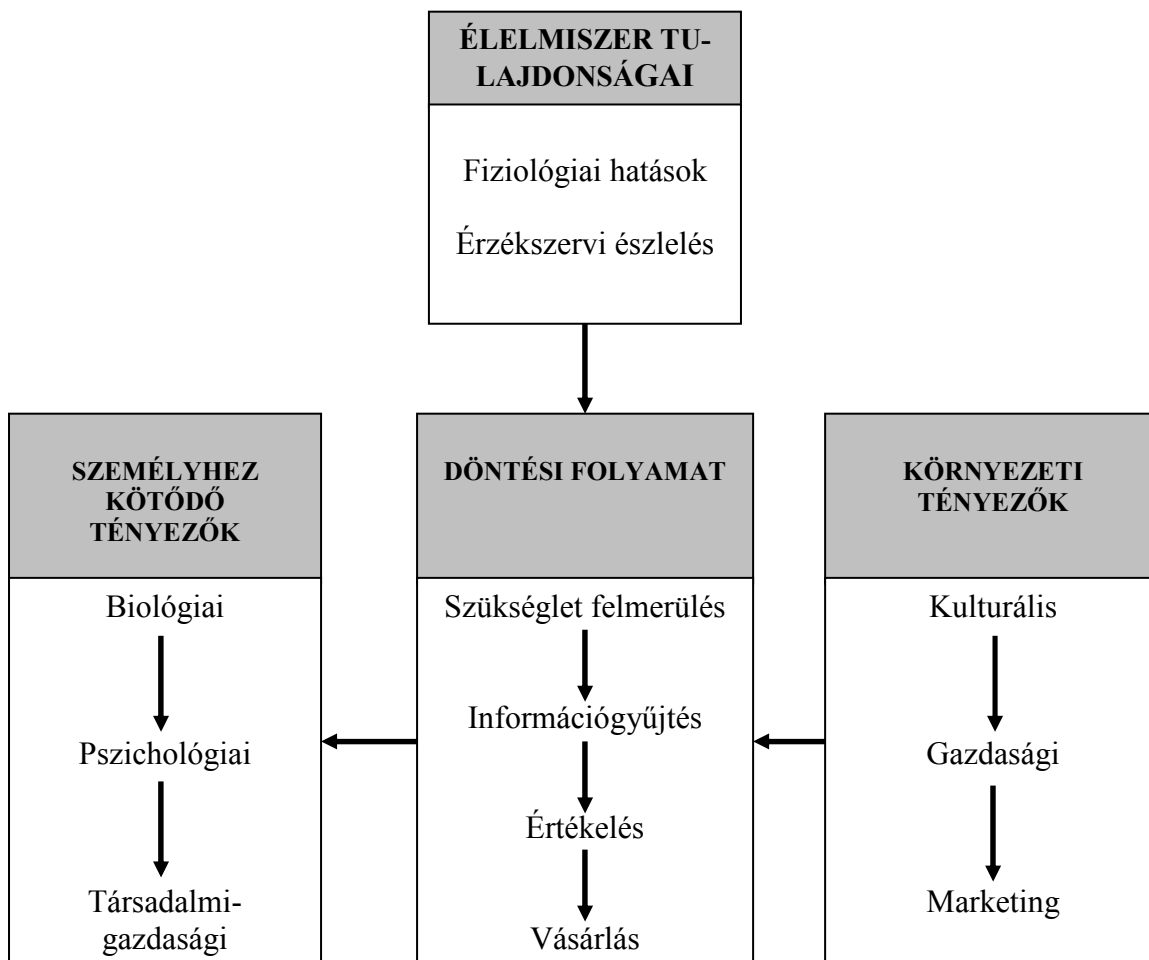 ÉLELMISZER TU-
LAJDONSÁGAI
Fiziológiai hatások
Érzékszervi észlelés
SZEMÉLYHEZ
KÖTŐDŐ
TÉNYEZŐK
Biológiai
Pszichológiai
Társadalmi-
gazdasági
DÖNTÉSI FOLYAMAT
Szükséglet felmerülés
Információgyűjtés
Értékelés
Vásárlás
KÖRNYEZETI
TÉNYEZŐK
Kulturális
Gazdasági
Marketing